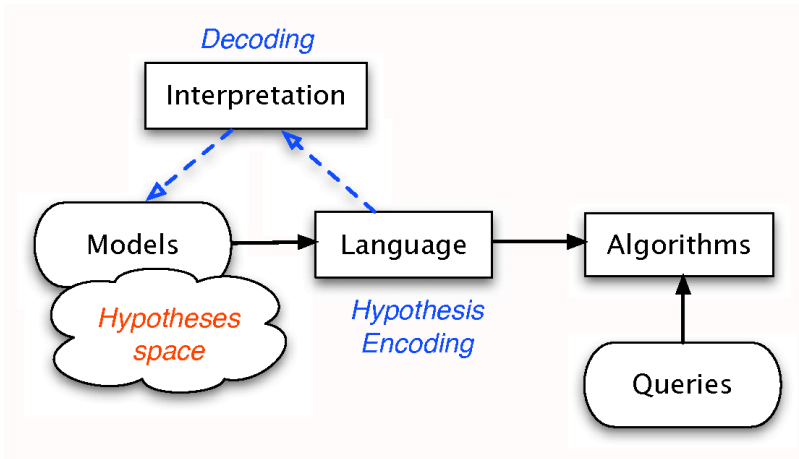 Decoding
Interpretation
Models
Language
Algorithms
Hypotheses
space
Hypothesis
Encoding
Queries